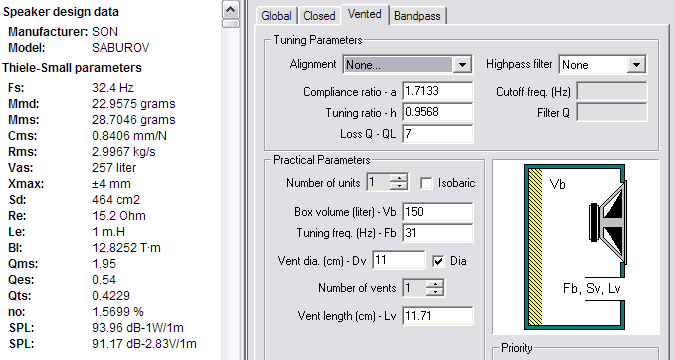 Speaker design data
Manufacturer: SON
Model: SABUROV
Thiele-Small parameters
Fs: 32.4 Hz
Mmd: 22.9575 grams
Mms: 28.7046 grams
Cms: 0.8406 mm/N
Rms: 2.9967 kg/s
Vas: 257 liter
Xmax: ±4 mm
Sd: 464 cm2
Re: 15.2 Ohm
Le: 1 m.H
Bl: 12.8252 T·m
Qms: 1.95
Qes: 0.54
Qts: 0.4229
no: 1.5699 %
SPL: 93.96 dB-1W/1m
SPL: 91.17 dB-2.83V/1m
Global Closed Vented Bandpass
Tuning Parameters
Alignment None... Highpass filter None
Compliance ratio - a 1.7133 Cutoff freq. (Hz)
Tuning ratio - h 0.9568 Filter Q
Loss Q - QL 7
Practical Parameters
Number of units 1 Isobaric
Box volume (liter) - Vb 150
Tuning freq. (Hz) - Fb 31
Vent dia. (cm) - Dv 11 Dia
Number of vents 1
Vent length (cm) - Lv 11.71
Vb
Fb, Sv, Lv
Priority